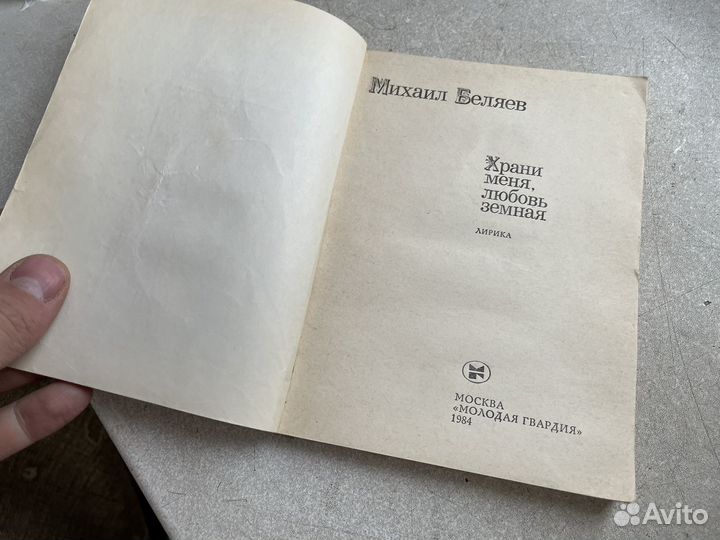 Михаил Беляев
Храни
меня,
любовь
земная
ЛИРИКА
МОСКВА
«МОЛОДАЯ ГВАРДИЯ»
1984
Avito